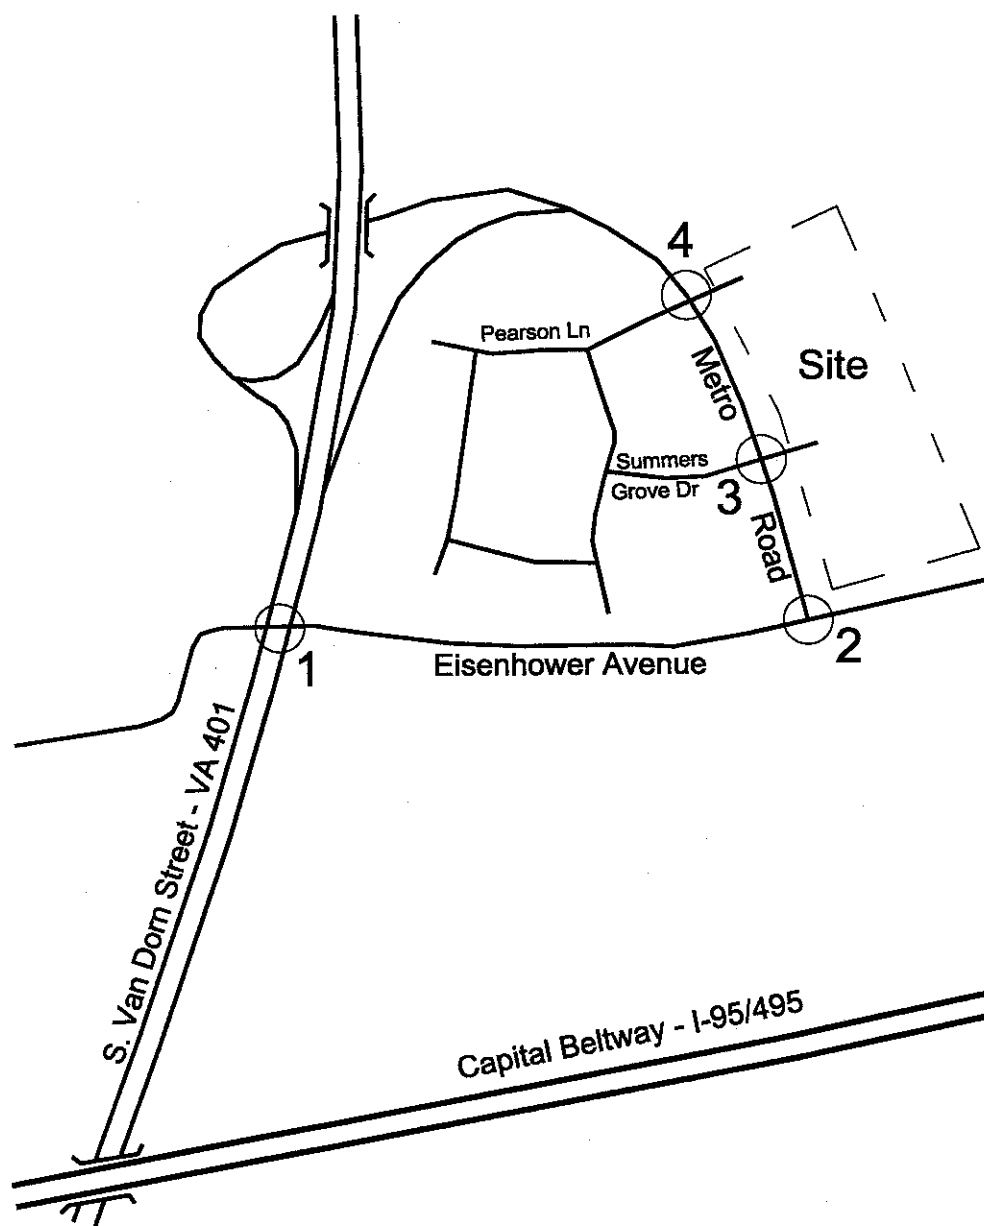 4
Pearson Ln
Metro
Site
Summers
Grove Dr
3
Road
1
Eisenhower Avenue
2
S. Van Dorn Street - VA 401
Capital Beltway - I-95/495